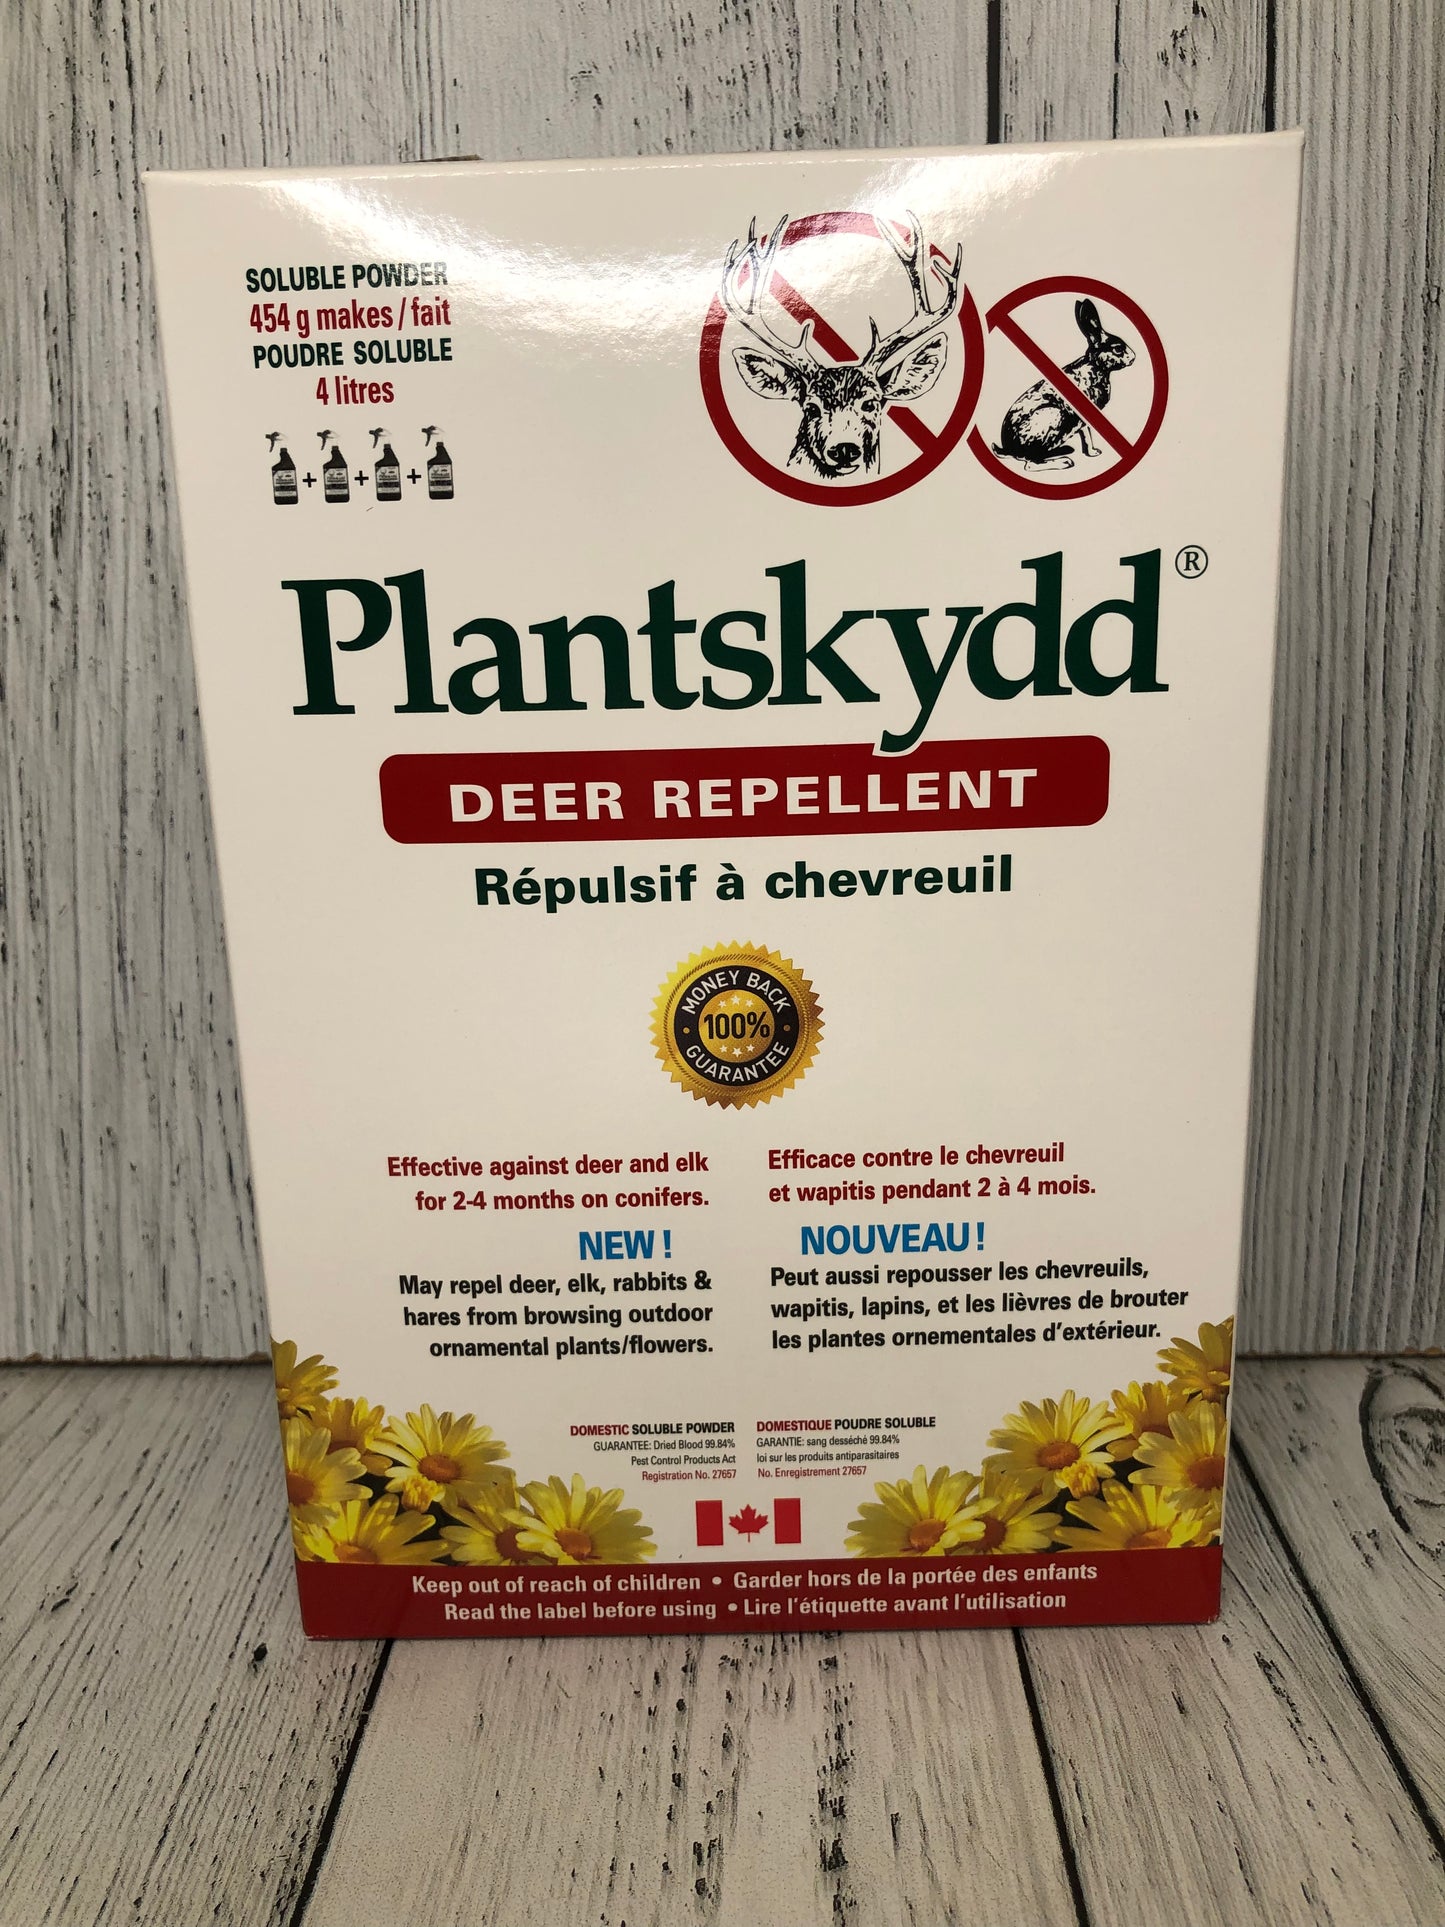 SOLUBLE POWDER
454 g makes / fait
POUDRE SOLUBLE
4 litres
+ + +
Plantskydd®
DEER REPELLENT
Répulsif à chevreuil
MONEY BACK
100%
GUARANTEE
Effective against deer and elk
for 2-4 months on conifers.
NEW !
May repel deer, elk, rabbits &
hares from browsing outdoor
ornamental plants/flowers.
Efficace contre le chevreuil
et wapitis pendant 2 à 4 mois.
NOUVEAU !
Peut aussi repousser les chevreuils,
wapitis, lapins, et les lièvres de brouter
les plantes ornementales d'extérieur.
DOMESTIC SOLUBLE POWDER
GUARANTEE: Dried Blood 99.84%
Pest Control Products Act
Registration No. 27657
DOMESTIQUE POUDRE SOLUBLE
GARANTIE: sang desséché 99.84%
loi sur les produits antiparasitaires
No. Enregistrement 27657
Keep out of reach of children • Garder hors de la portée des enfants
Read the label before using • Lire l'étiquette avant l'utilisation